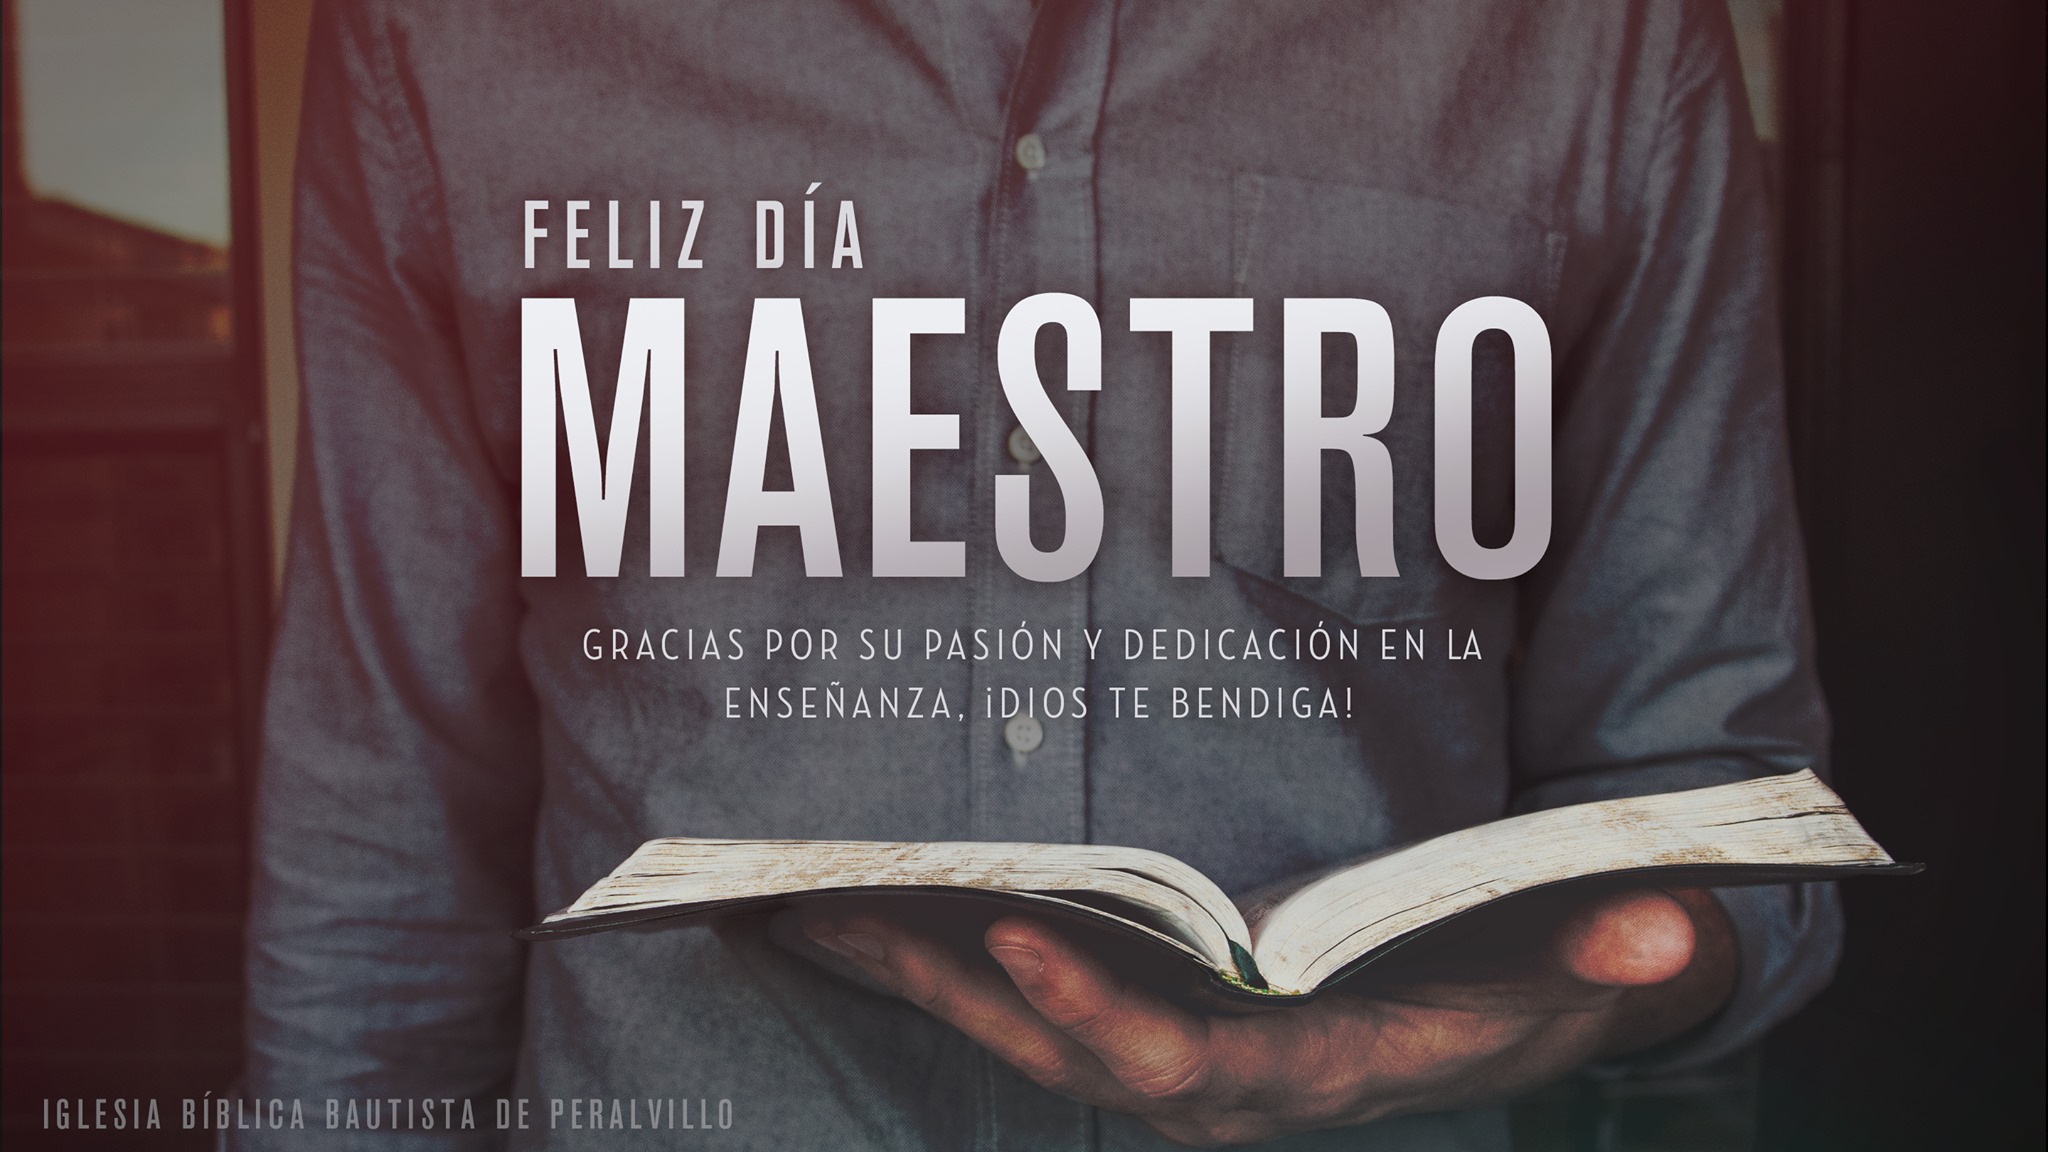 FELIZ DÍA
MAESTRO
GRACIAS POR SU PASIÓN Y DEDICACIÓN EN LA
ENSEÑANZA, ¡DIOS TE BENDIGA!
IGLESIA BÍBLICA BAUTISTA DE PERALVILLO